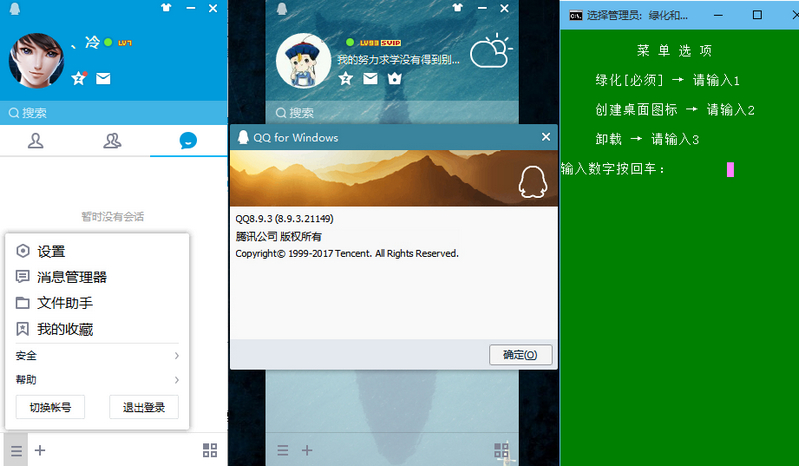 、冷 LV7
搜索
暂时没有会话
设置
消息管理器
文件助手
我的收藏
安全
帮助
切换帐号
退出登录
LV98 SVIP
我的努力求学没有得到别...
搜索
QQ for Windows
QQ8.9.3 (8.9.3.21149)
腾讯公司 版权所有
Copyright© 1999-2017 Tencent. All Rights Reserved.
确定(O)
选择管理员: 绿化和...
菜 单 选 项
绿化[必须] → 请输入1
创建桌面图标 → 请输入2
卸载 → 请输入3
输入数字按回车：